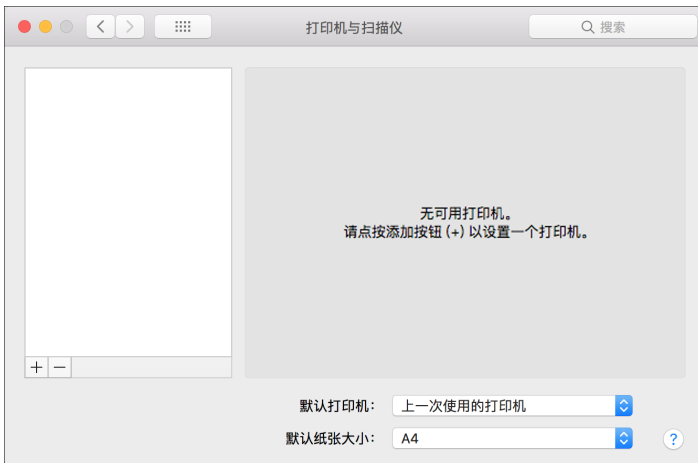 打印机与扫描仪
搜索
无可用打印机。
请点按添加按钮 (+) 以设置一个打印机。
默认打印机： 上一次使用的打印机
默认纸张大小： A4
?